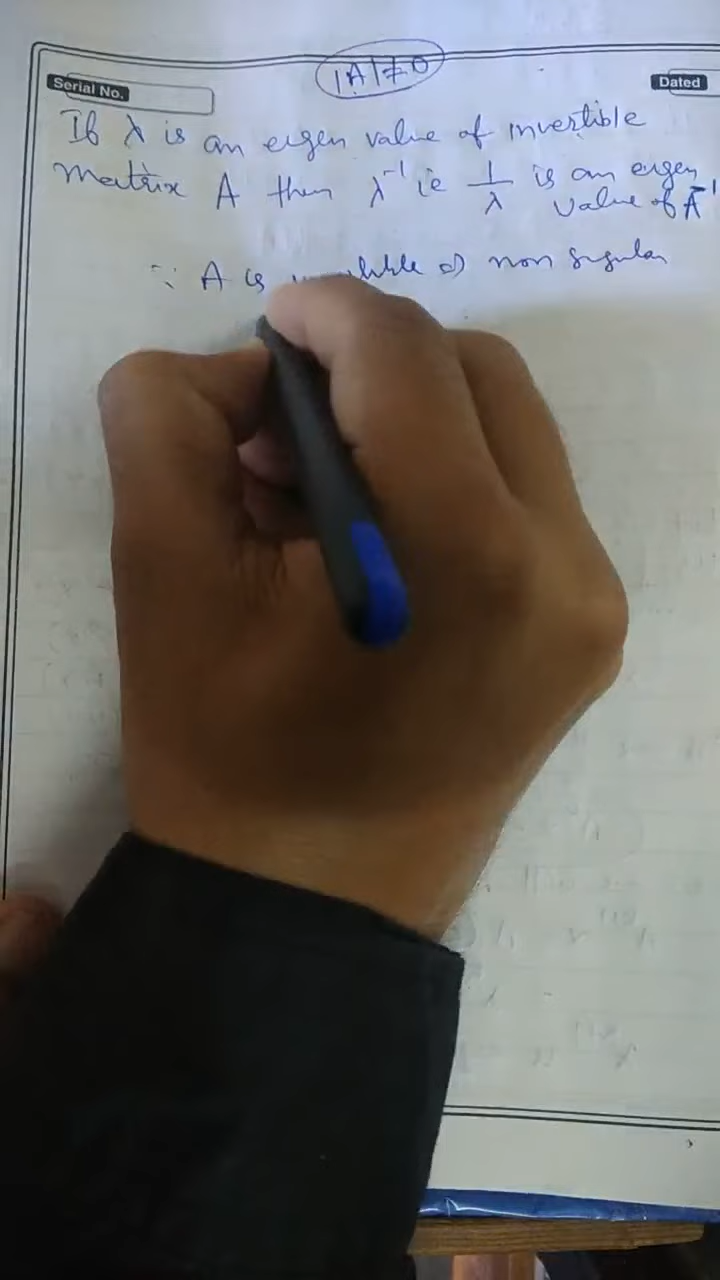 |A|≠0
Serial No.
Dated
If λ is an eigen value of invertible
Matrix A then λ⁻¹ ie 1/λ is an eigen
value of A⁻¹
∵ A is or non singular